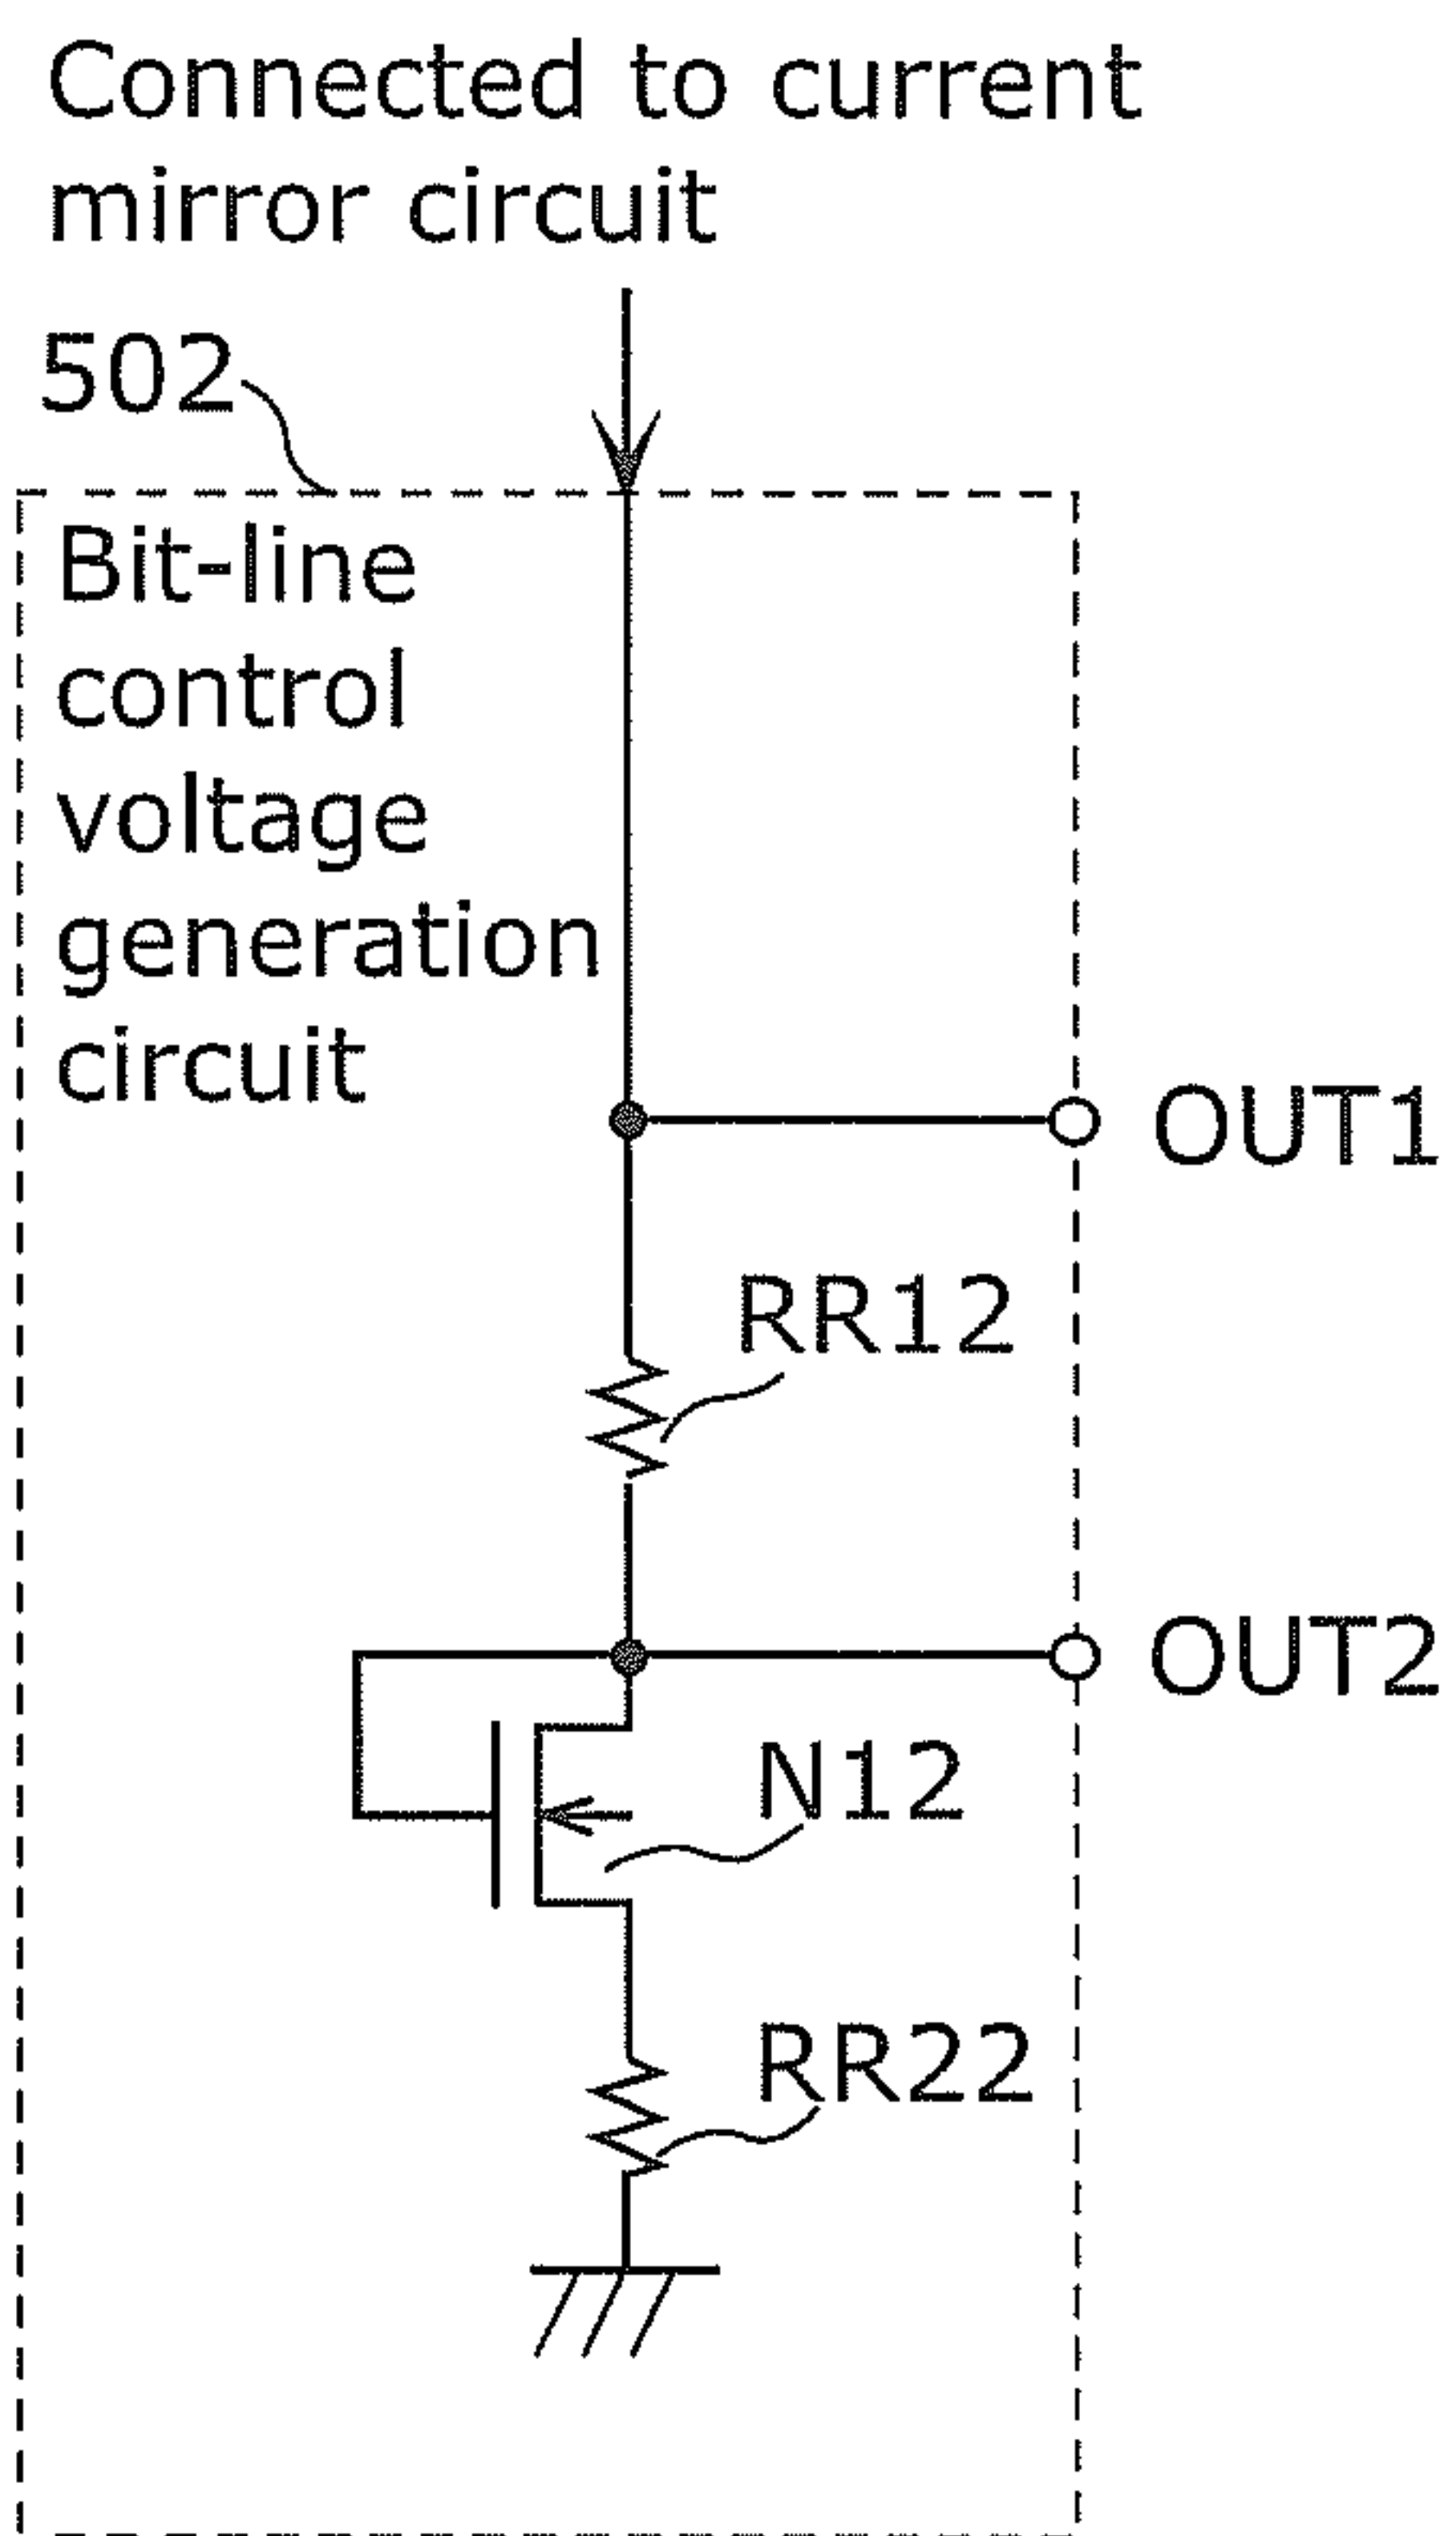 Connected to current
mirror circuit
502
Bit-line
control
voltage
generation
circuit
OUT1
RR12
OUT2
N12
RR22